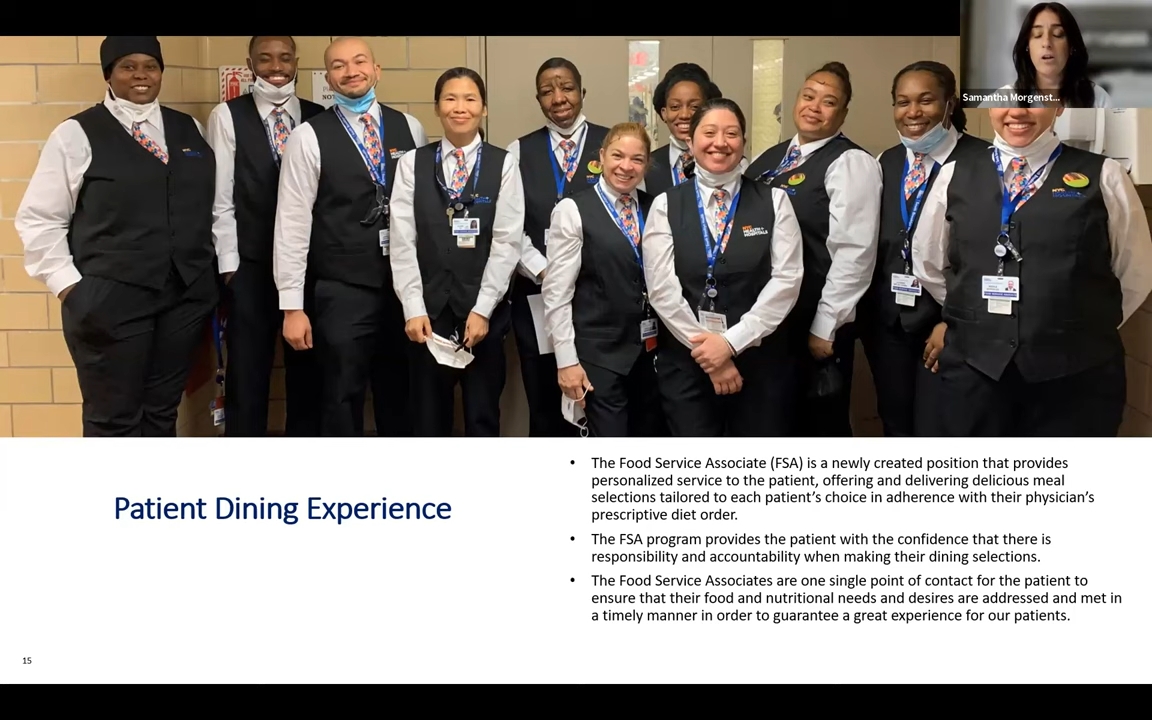 Samantha Morgenst...
NYC
HEALTH+
HOSPITALS
Patient Dining Experience
• The Food Service Associate (FSA) is a newly created position that provides
personalized service to the patient, offering and delivering delicious meal
selections tailored to each patient’s choice in adherence with their physician’s
prescriptive diet order.
• The FSA program provides the patient with the confidence that there is
responsibility and accountability when making their dining selections.
• The Food Service Associates are one single point of contact for the patient to
ensure that their food and nutritional needs and desires are addressed and met in
a timely manner in order to guarantee a great experience for our patients.
15